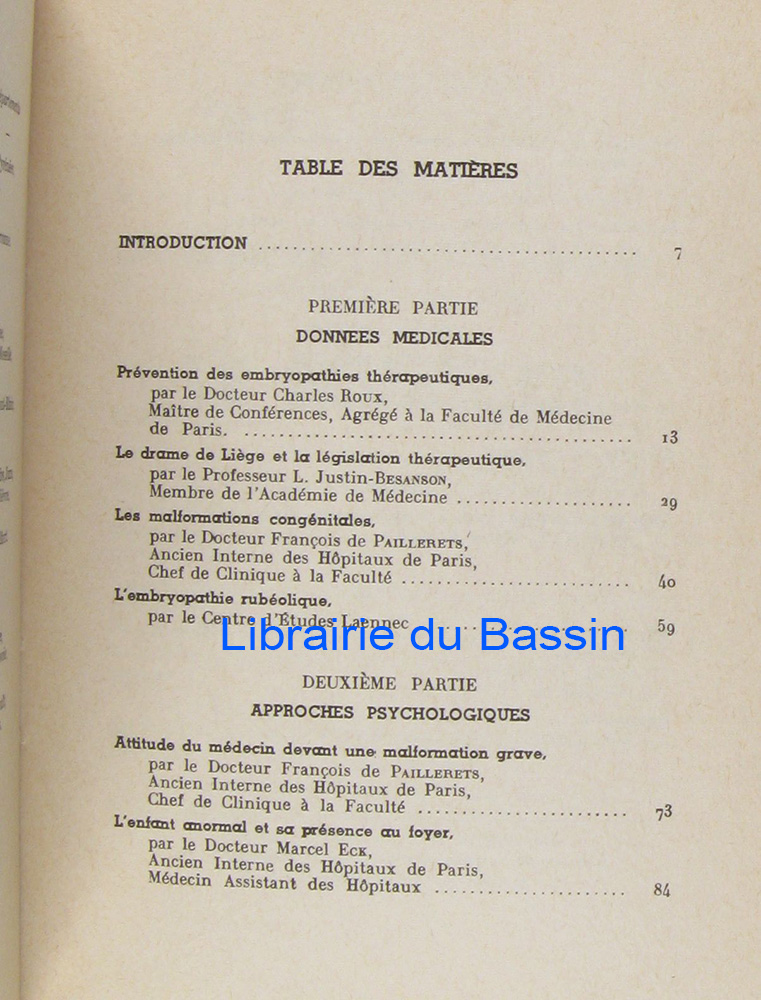 TABLE DES MATIÈRES
INTRODUCTION ........................................ 7
PREMIÈRE PARTIE
DONNEES MEDICALES
Prévention des embryopathies thérapeutiques,
par le Docteur Charles ROUX,
Maître de Conférences, Agrégé à la Faculté de Médecine
de Paris. ........................................ 13
Le drame de Liège et la législation thérapeutique,
par le Professeur L. Justin-BESANSON,
Membre de l'Académie de Médecine .................... 29
Les malformations congénitales,
par le Docteur François de PAILLERETS,
Ancien Interne des Hôpitaux de Paris,
Chef de Clinique à la Faculté .......................... 40
L'embryopathie rubéolique,
par le Centre d'Études Laennec ........................ 59
Librairie du Bassin
DEUXIÈME PARTIE
APPROCHES PSYCHOLOGIQUES
Attitude du médecin devant une malformation grave,
par le Docteur François de PAILLERETS,
Ancien Interne des Hôpitaux de Paris,
Chef de Clinique à la Faculté ........................ 73
L'enfant anormal et sa présence au foyer,
par le Docteur Marcel ECK,
Ancien Interne des Hôpitaux de Paris,
Médecin Assistant des Hôpitaux ...................... 84